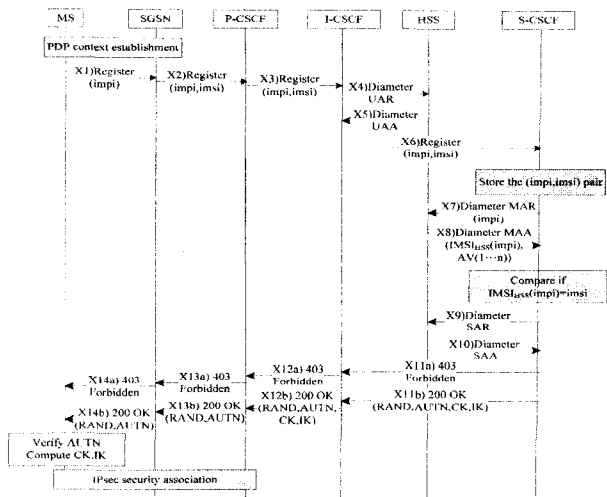 MS SGSN P-CSCF I-CSCF HSS S-CSCF
PDP context establishment
X1)Register
(impi)
X2)Register
(impi,imsi)
X3)Register
(impi,imsi)
X4)Diameter
UAR
X5)Diameter
UAA
X6)Register
(impi,imsi)
Store the (impi,imsi) pair
X7)Diameter MAR
(impi)
X8)Diameter MAA
(IMSI_HSS(impi),
AV(1···n))
Compare if
IMSI_HSS(impi)=imsi
X9)Diameter
SAR
X10)Diameter
SAA
X11a) 403
Forbidden
X12a) 403
Forbidden
X13a) 403
Forbidden
X14a) 403
Forbidden
X11b) 200 OK
(RAND,AUTN,CK,IK)
X12b) 200 OK
(RAND,AUTN,
CK,IK)
X13b) 200 OK
(RAND,AUTN)
X14b) 200 OK
(RAND,AUTN)
Verify AUTN
Compute CK,IK
IPsec security association